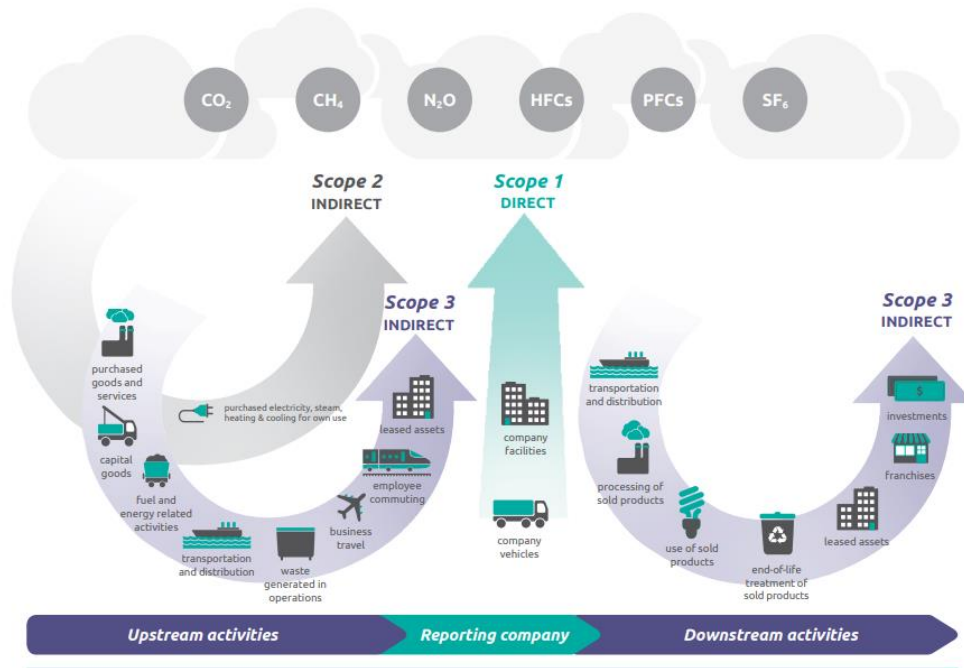 CO₂
CH₄
N₂O
HFCs
PFCs
SF₆
Scope 2
INDIRECT
Scope 1
DIRECT
Scope 3
INDIRECT
Scope 3
INDIRECT
purchased
goods and
services
capital
goods
fuel and
energy related
activities
purchased electricity, steam,
heating & cooling for own use
transportation
and distribution
waste
generated in
operations
business
travel
employee
commuting
leased assets
company
facilities
company
vehicles
transportation
and distribution
processing of
sold products
use of sold
products
end-of-life
treatment of
sold products
leased assets
franchises
investments
$
Upstream activities
Reporting company
Downstream activities